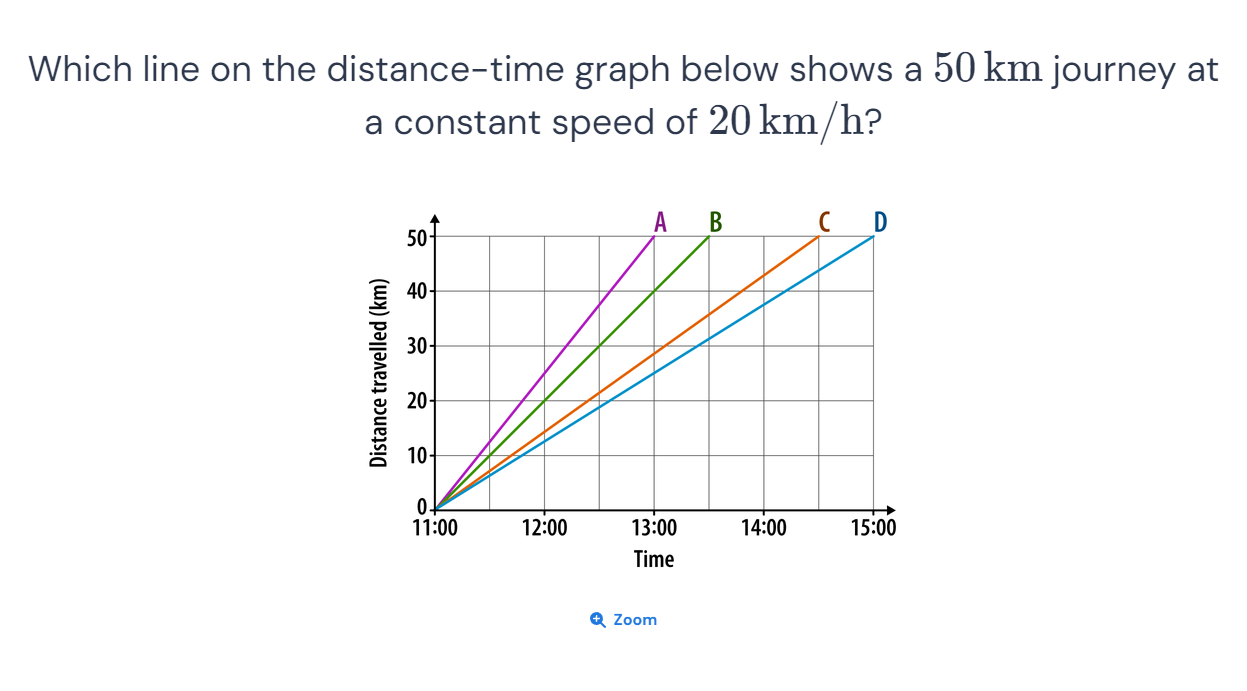 Which line on the distance-time graph below shows a 50 km journey at
a constant speed of 20 km/h?
A B C D
Distance travelled (km)
50
40
30
20
10
0
11:00 12:00 13:00 14:00 15:00
Time
Zoom